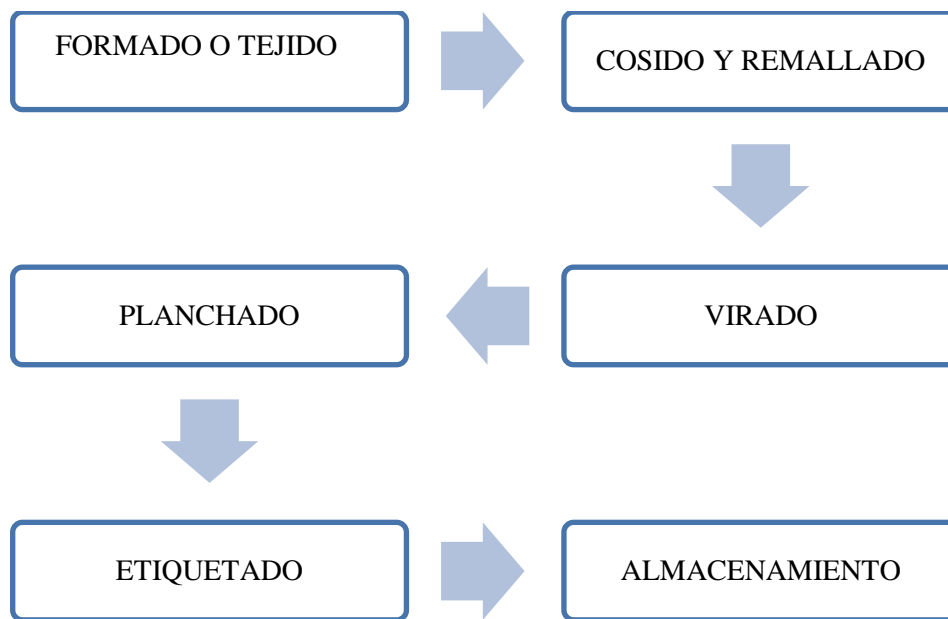 FORMADO O TEJIDO
COSIDO Y REMALLADO
VIRADO
PLANCHADO
ETIQUETADO
ALMACENAMIENTO